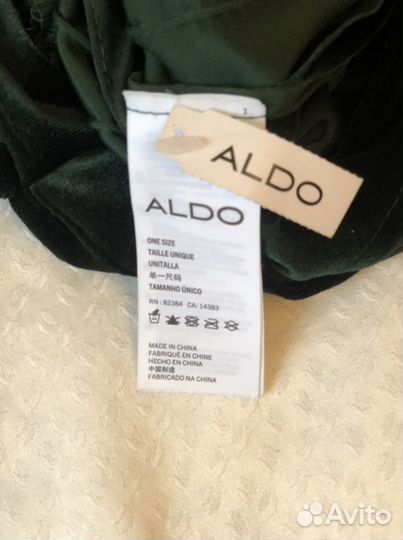 1
ALDO
ALDO
ONE SIZE
TAILLE UNIQUE
UNITALLA
单一尺码
TAMANHO ÚNICO
RN: 82384 CA: 14383
MADE IN CHINA
FABRIQUÉ EN CHINE
HECHO EN CHINA
中国制造
FABRICADO NA CHINA
Avito